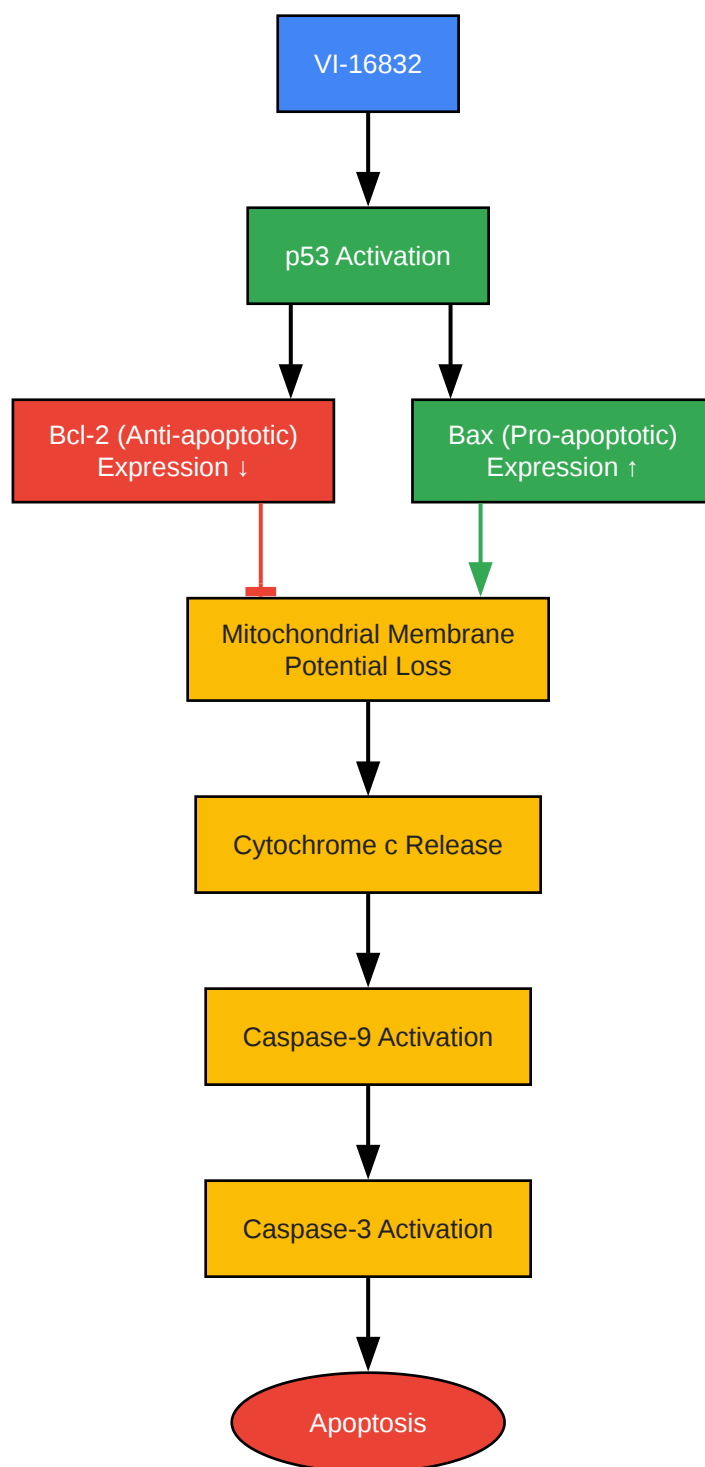 VI-16832
p53 Activation
Bcl-2 (Anti-apoptotic)
Expression ↓
Bax (Pro-apoptotic)
Expression ↑
Mitochondrial Membrane
Potential Loss
Cytochrome c Release
Caspase-9 Activation
Caspase-3 Activation
Apoptosis